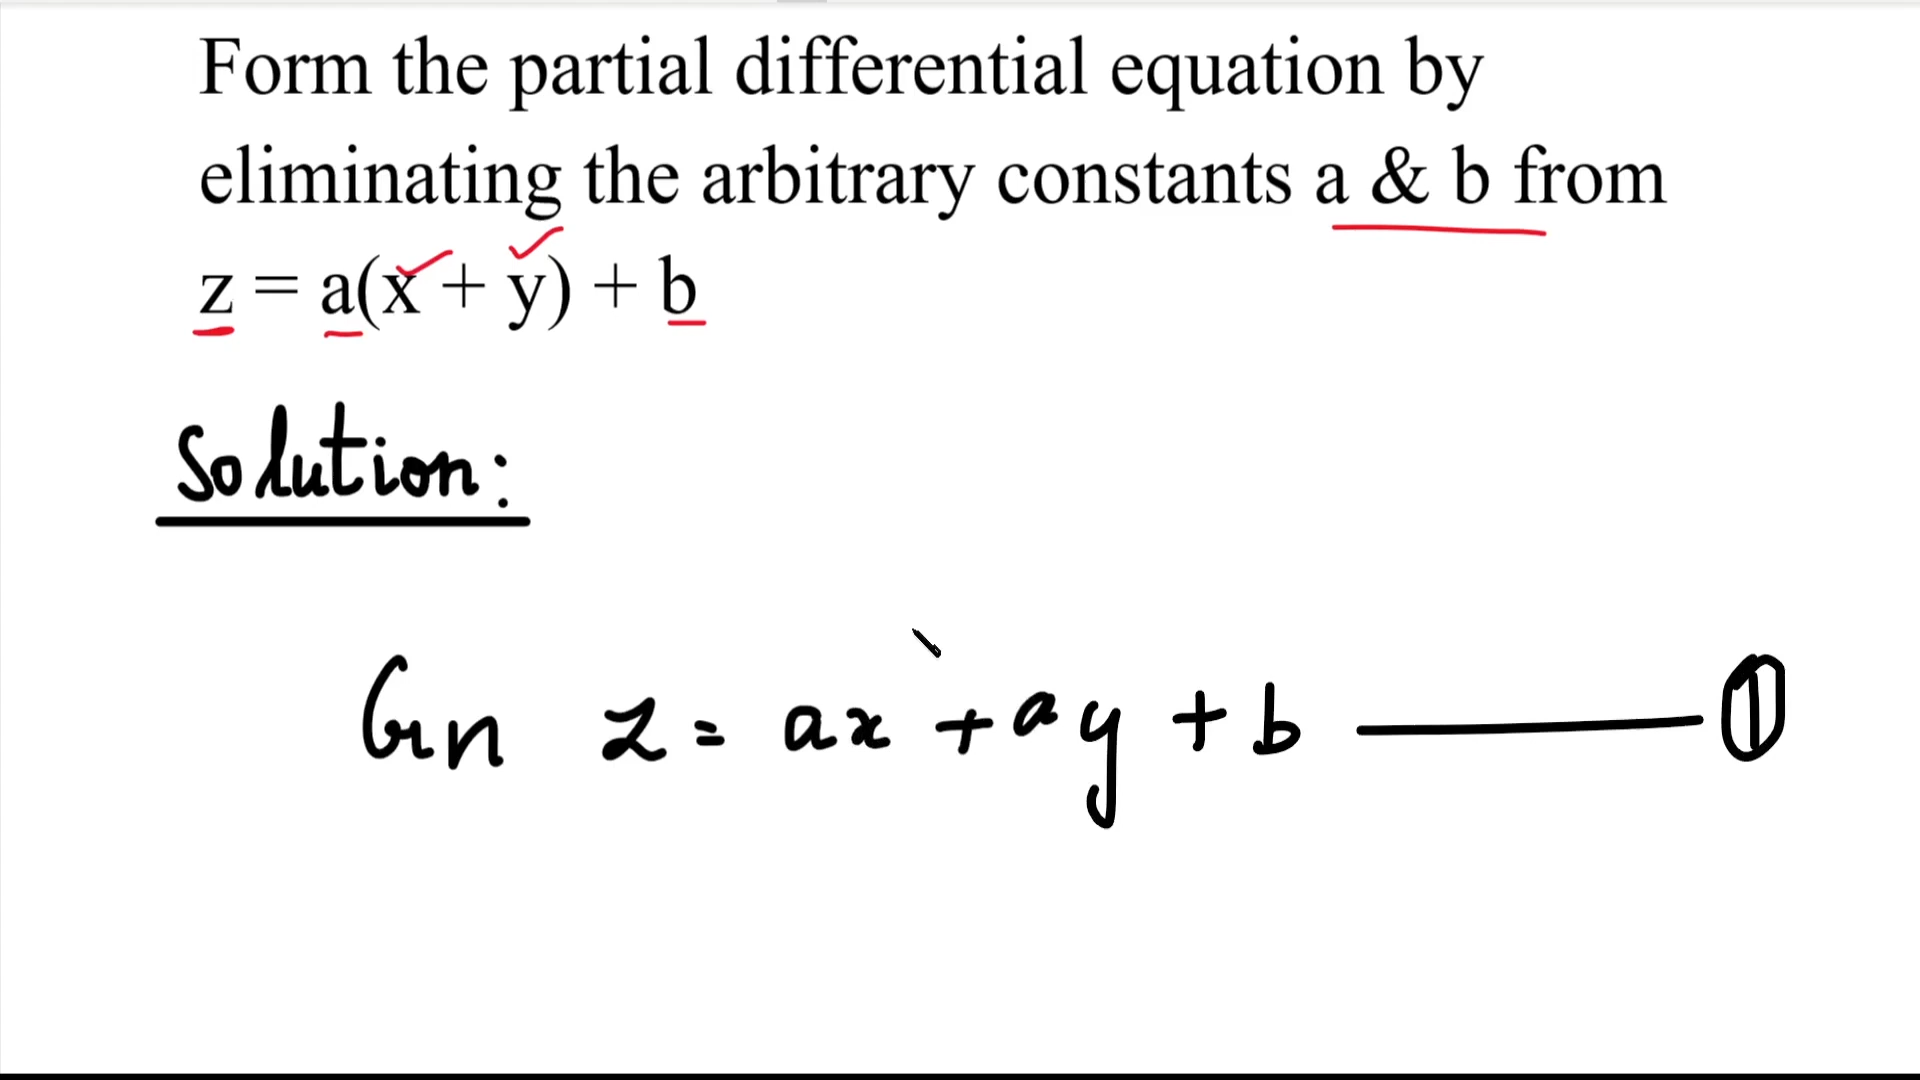 Form the partial differential equation by
eliminating the arbitrary constants a & b from
z = a(x + y) + b
Solution:
Gn z = ax + ay + b ——— ①